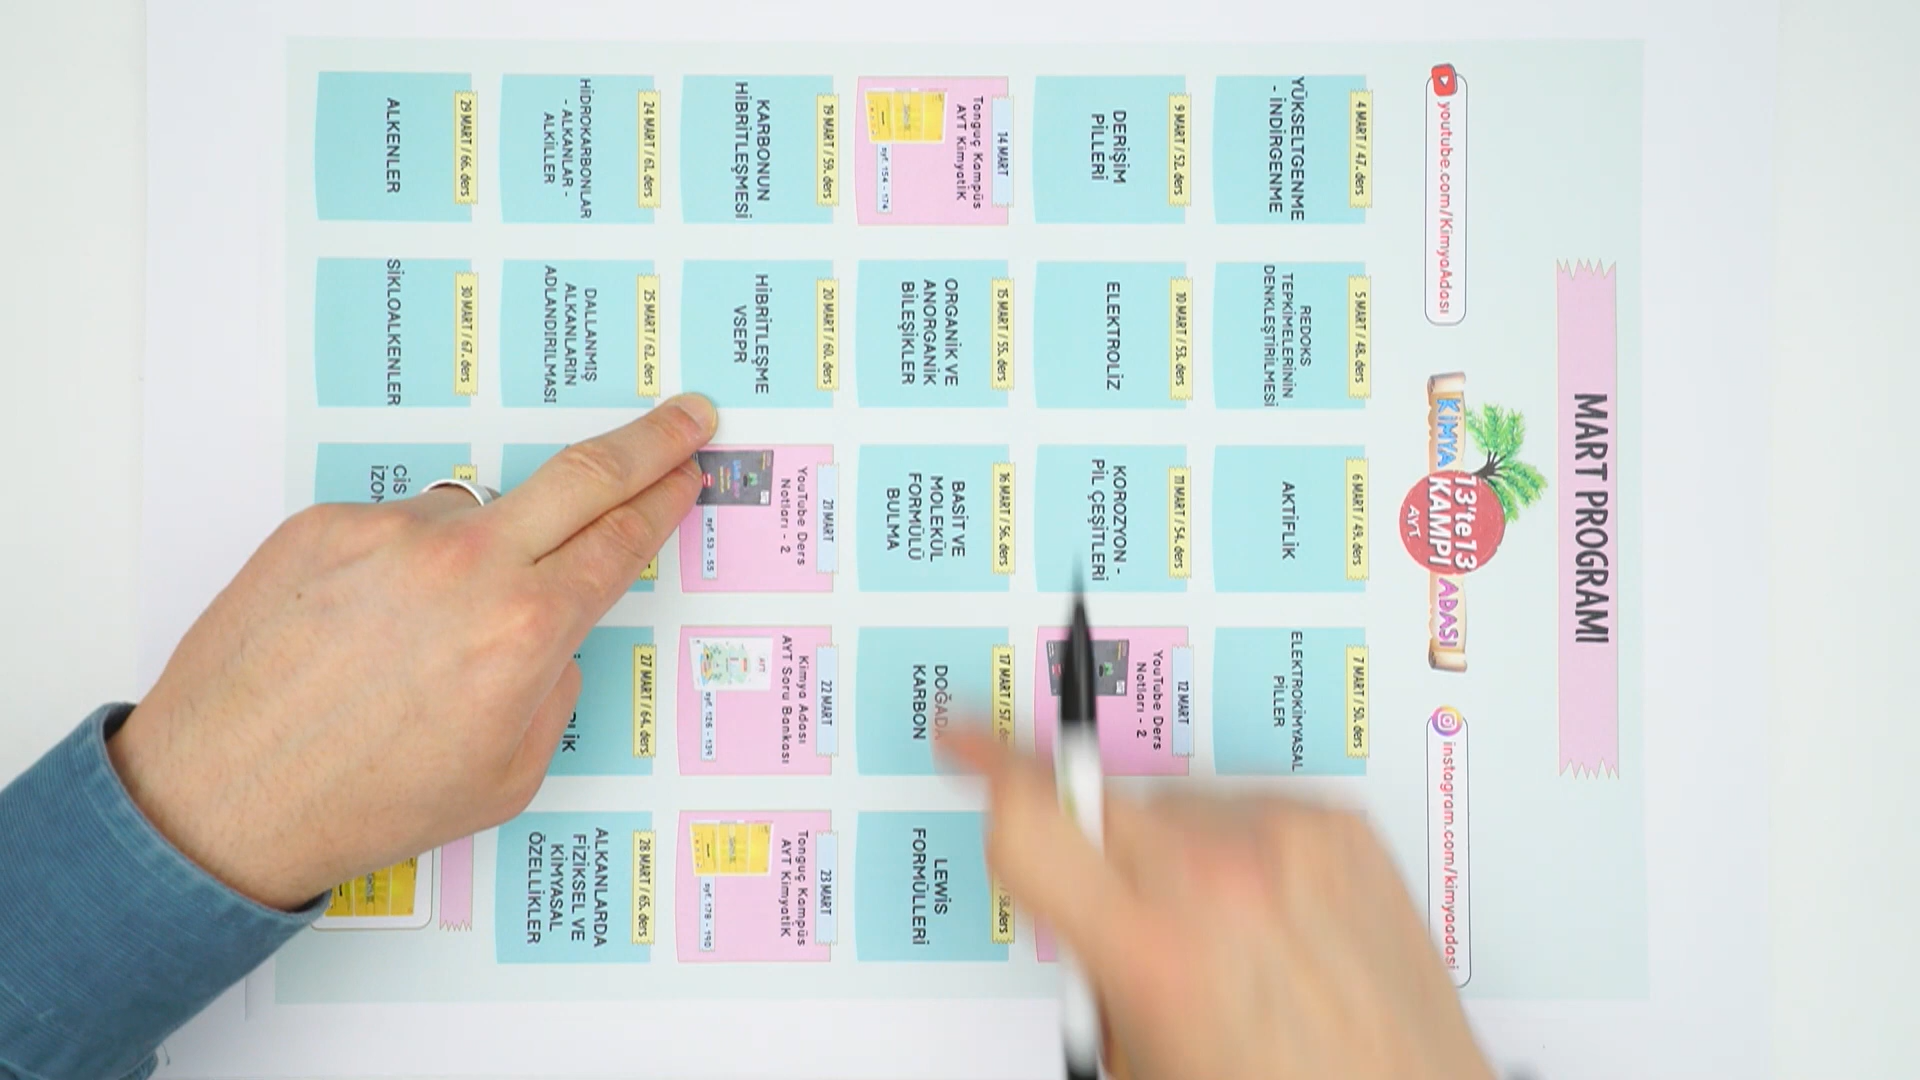 MART PROGRAMI
youtube.com/KimyaAdası
KİMYA ADASI
13'te13
KAMPI
AYT
instagram.com/kimyaadasi
4 MART / 47. ders
YÜKSELTGENME
- İNDİRGENME
5 MART / 48. ders
REDOKS
TEPKİMELERİNİN
DENKLEŞTİRİLMESİ
6 MART / 49. ders
AKTİFLİK
7 MART / 50. ders
ELEKTROKİMYASAL
PİLLER
9 MART / 52. ders
DERİŞİM
PİLLERİ
10 MART / 53. ders
ELEKTROLİZ
11 MART / 54. ders
KOROZYON -
PİL ÇEŞİTLERİ
12 MART
YouTube Ders
Notları - 2
14 MART
Tonguç Kampüs
AYT KimyatİK
syf. 154 - 174
15 MART / 55. ders
ORGANİK VE
ANORGANİK
BİLEŞİKLER
16 MART / 56. ders
BASİT VE
MOLEKÜL
FORMÜLÜ
BULMA
17 MART / 57.
DOĞADA
KARBON
58.ders
LEWİS
FORMÜLLERİ
19 MART / 59. ders
KARBONUN
HİBRİTLEŞMESİ
20 MART / 60. ders
HİBRİTLEŞME
VSEPR
21 MART
YouTube Ders
Notları - 2
syf. 53 - 55
22 MART
Kimya Adası
AYT Soru Bankası
syf. 126 - 139
23 MART
Tonguç Kampüs
AYT KimyatİK
syf. 178 - 190
24 MART / 61. ders
HİDROKARBONLAR
- ALKANLAR -
ALKİLLER
25 MART / 62. ders
DALLANMIŞ
ALKANLARIN
ADLANDIRILMASI
27 MART / 64. ders
28 MART / 65. ders
ALKANLARDA
FİZİKSEL VE
KİMYASAL
ÖZELLİKLER
29 MART / 66. ders
ALKENLER
30 MART / 67. ders
SİKLOALKENLER
CİS